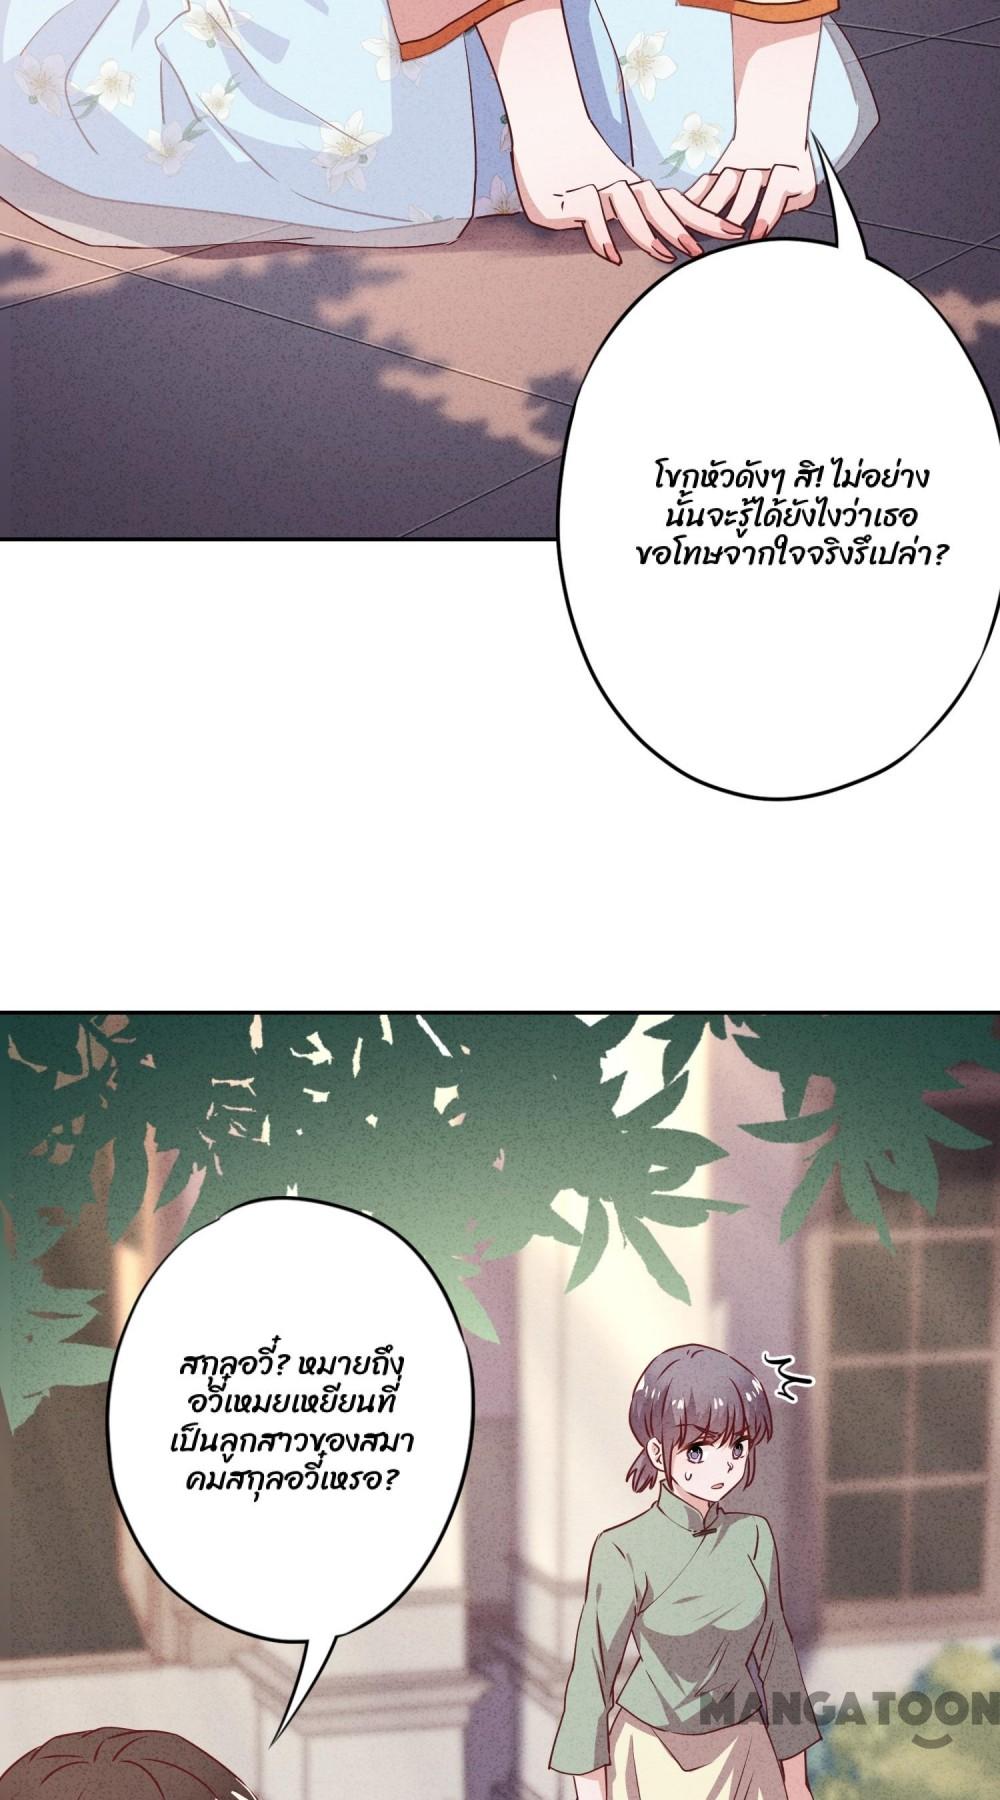 โขกหัวดังๆ สิ! ไม่อย่าง
นั้นจะรู้ได้ยังไงว่าเธอ
ขอโทษจากใจจริงรึเปล่า?
สกุลอวี๋? หมายถึง
อวี๋เหมยเหยียนที่
เป็นลูกสาวของสมา
คมสกุลอวี๋เหรอ?
MANGATOON